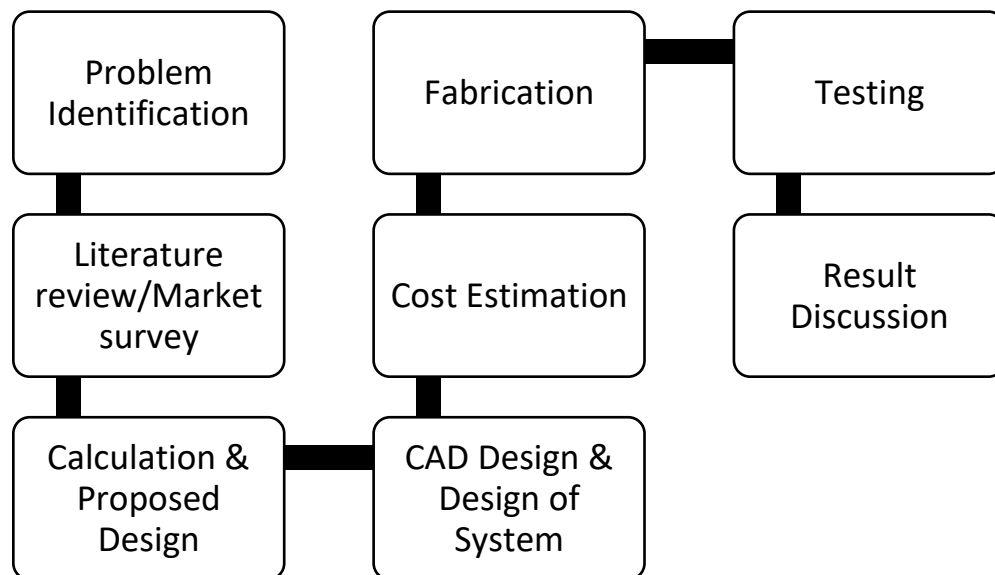 Problem
Identification
Literature
review/Market
survey
Calculation &
Proposed
Design
CAD Design &
Design of
System
Cost Estimation
Fabrication
Testing
Result
Discussion